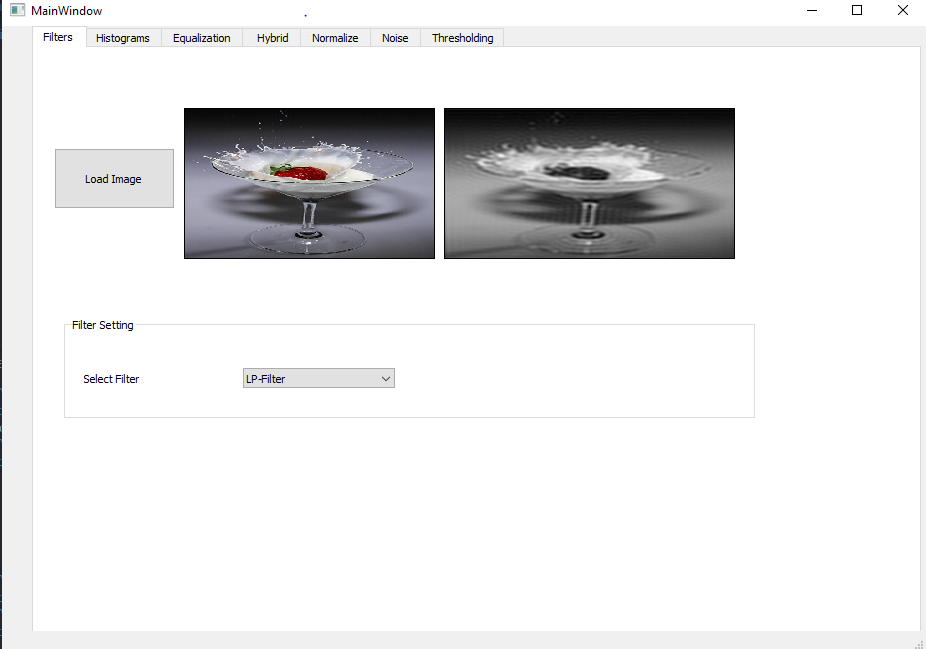 MainWindow
Filters
Histograms
Equalization
Hybrid
Normalize
Noise
Thresholding
Load Image
Filter Setting
Select Filter
LP-Filter